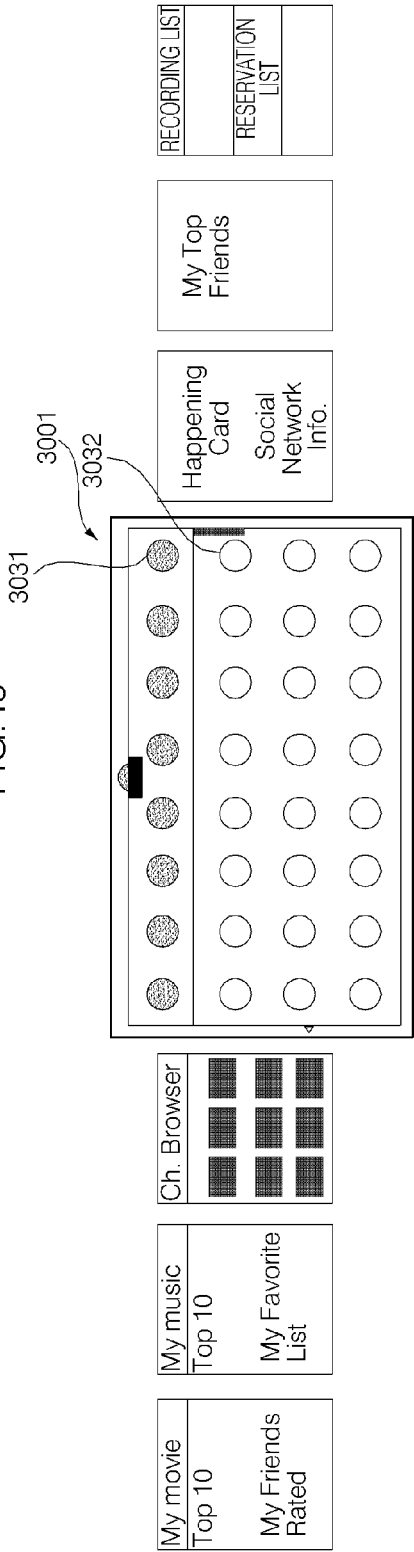 FIG.
3031
3001
3032
My movie
Top 10
My Friends
Rated
My music
Top 10
My Favorite
List
Ch. Browser
Happening
Card
Social
Network
Info.
My Top
Friends
RECORDING LIST
RESERVATION
LIST